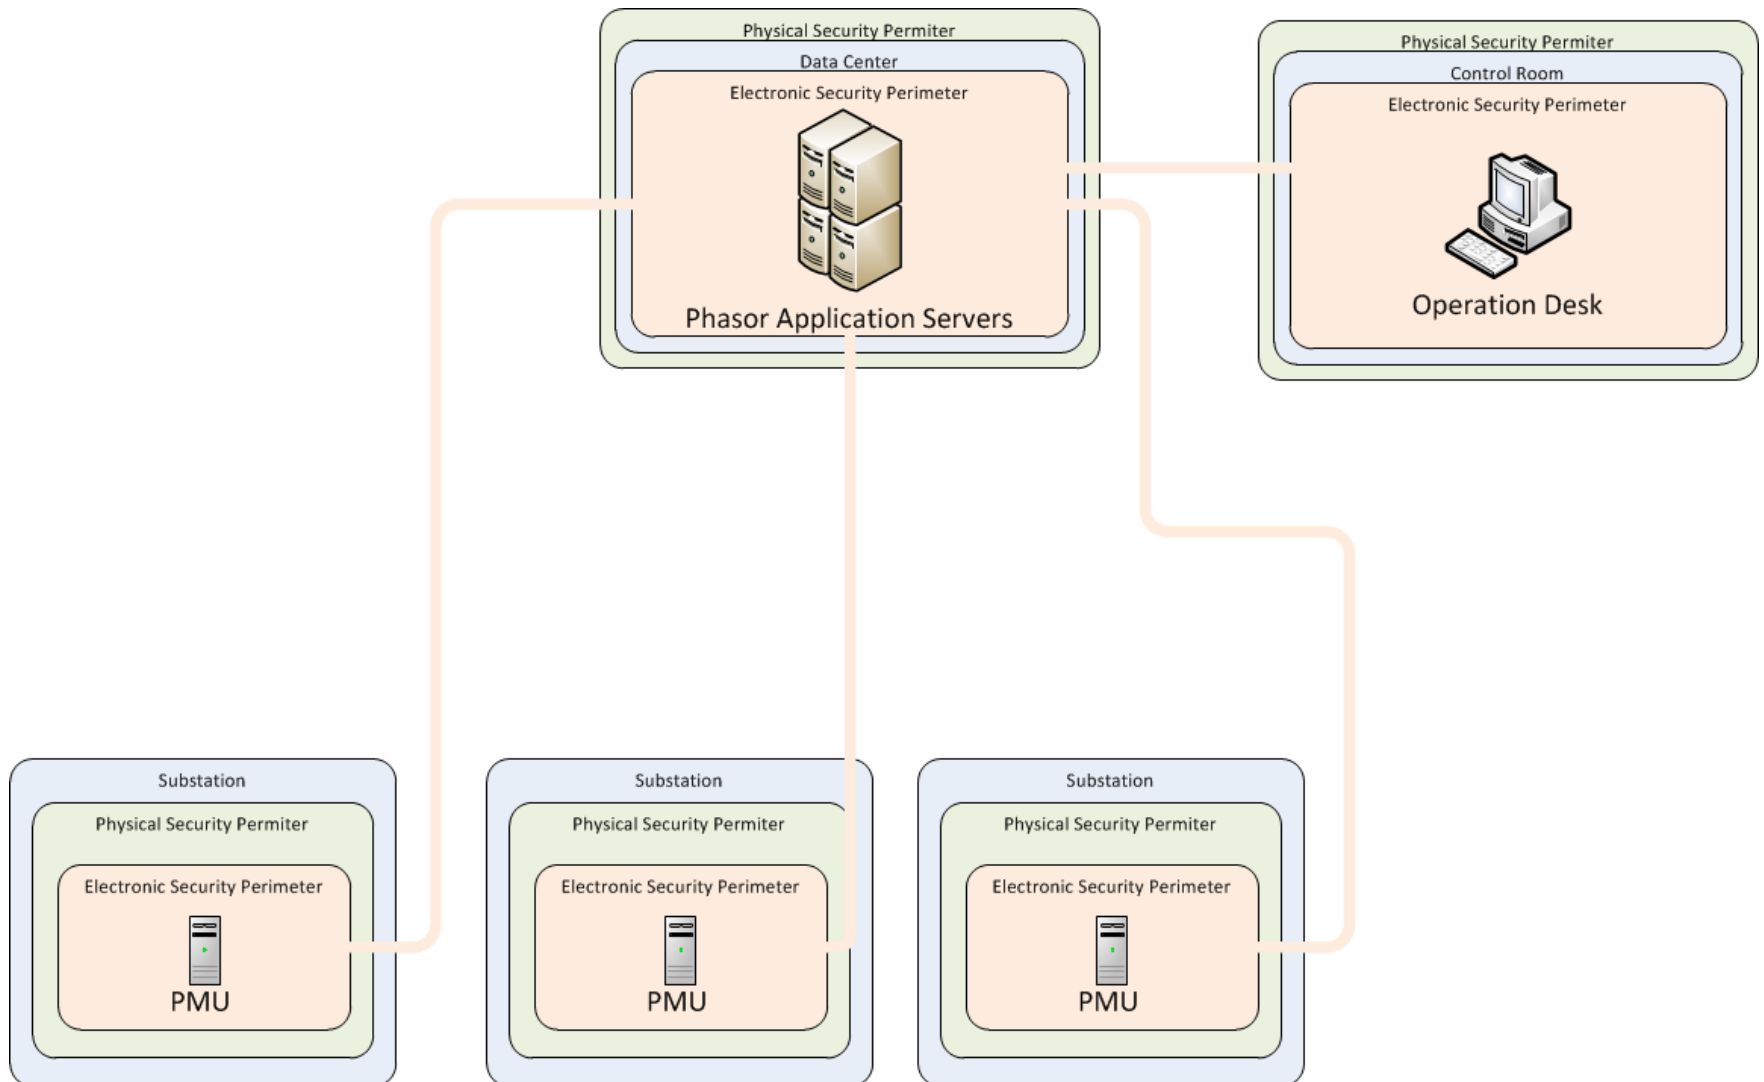 Physical Security Permiter
Data Center
Electronic Security Perimeter
Phasor Application Servers
Physical Security Permiter
Control Room
Electronic Security Perimeter
Operation Desk
Substation
Physical Security Permiter
Electronic Security Perimeter
PMU
Substation
Physical Security Permiter
Electronic Security Perimeter
PMU
Substation
Physical Security Permiter
Electronic Security Perimeter
PMU